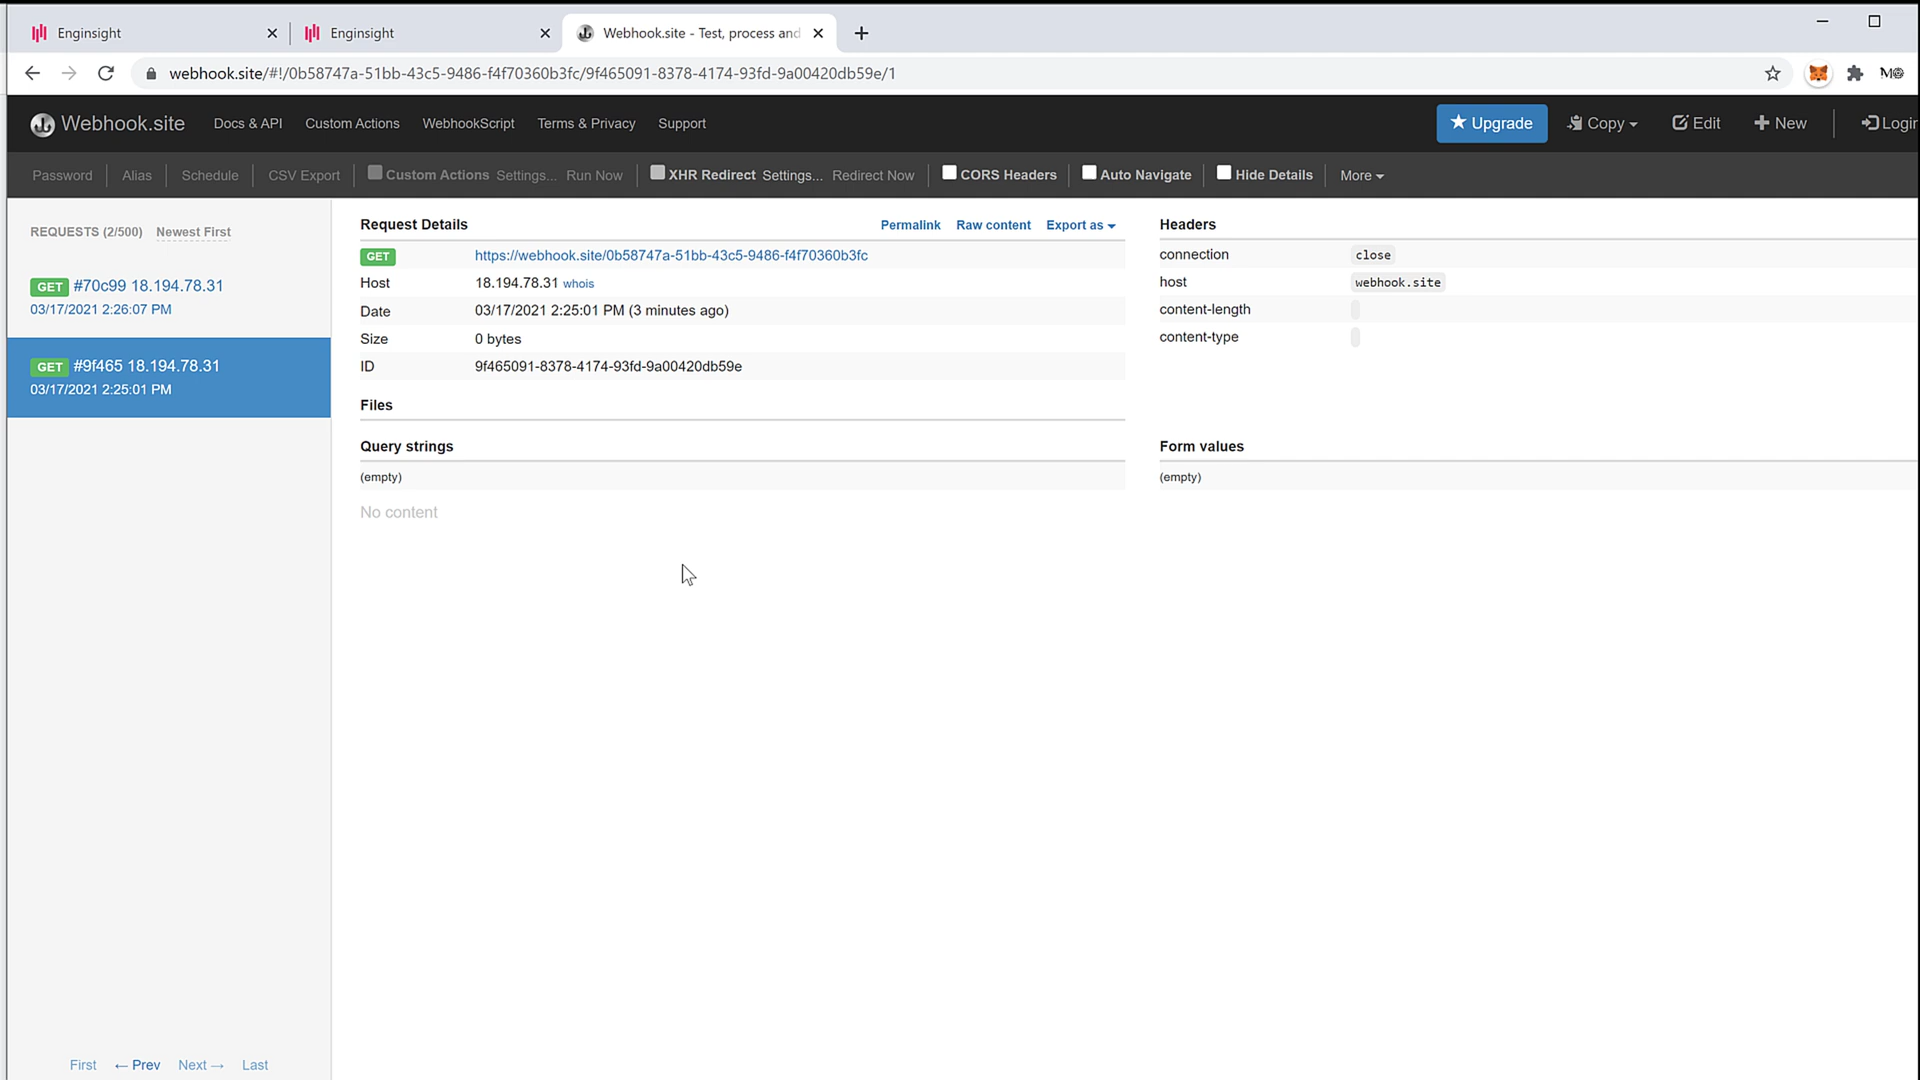 Enginsight
Enginsight
Webhook.site - Test, process and
webhook.site/#!/0b58747a-51bb-43c5-9486-f4f70360b3fc/9f465091-8378-4174-93fd-9a00420db59e/1
Webhook.site Docs & API Custom Actions WebhookScript Terms & Privacy Support Upgrade Copy Edit New Login
Password Alias Schedule CSV Export Custom Actions Settings... Run Now XHR Redirect Settings... Redirect Now CORS Headers Auto Navigate Hide Details More
REQUESTS (2/500) Newest First
GET #70c99 18.194.78.31
03/17/2021 2:26:07 PM
GET #9f465 18.194.78.31
03/17/2021 2:25:01 PM
Request Details Permalink Raw content Export as
GET https://webhook.site/0b58747a-51bb-43c5-9486-f4f70360b3fc
Host 18.194.78.31 whois
Date 03/17/2021 2:25:01 PM (3 minutes ago)
Size 0 bytes
ID 9f465091-8378-4174-93fd-9a00420db59e
Files
Query strings
(empty)
No content
Headers
connection close
host webhook.site
content-length
content-type
Form values
(empty)
First ← Prev Next → Last